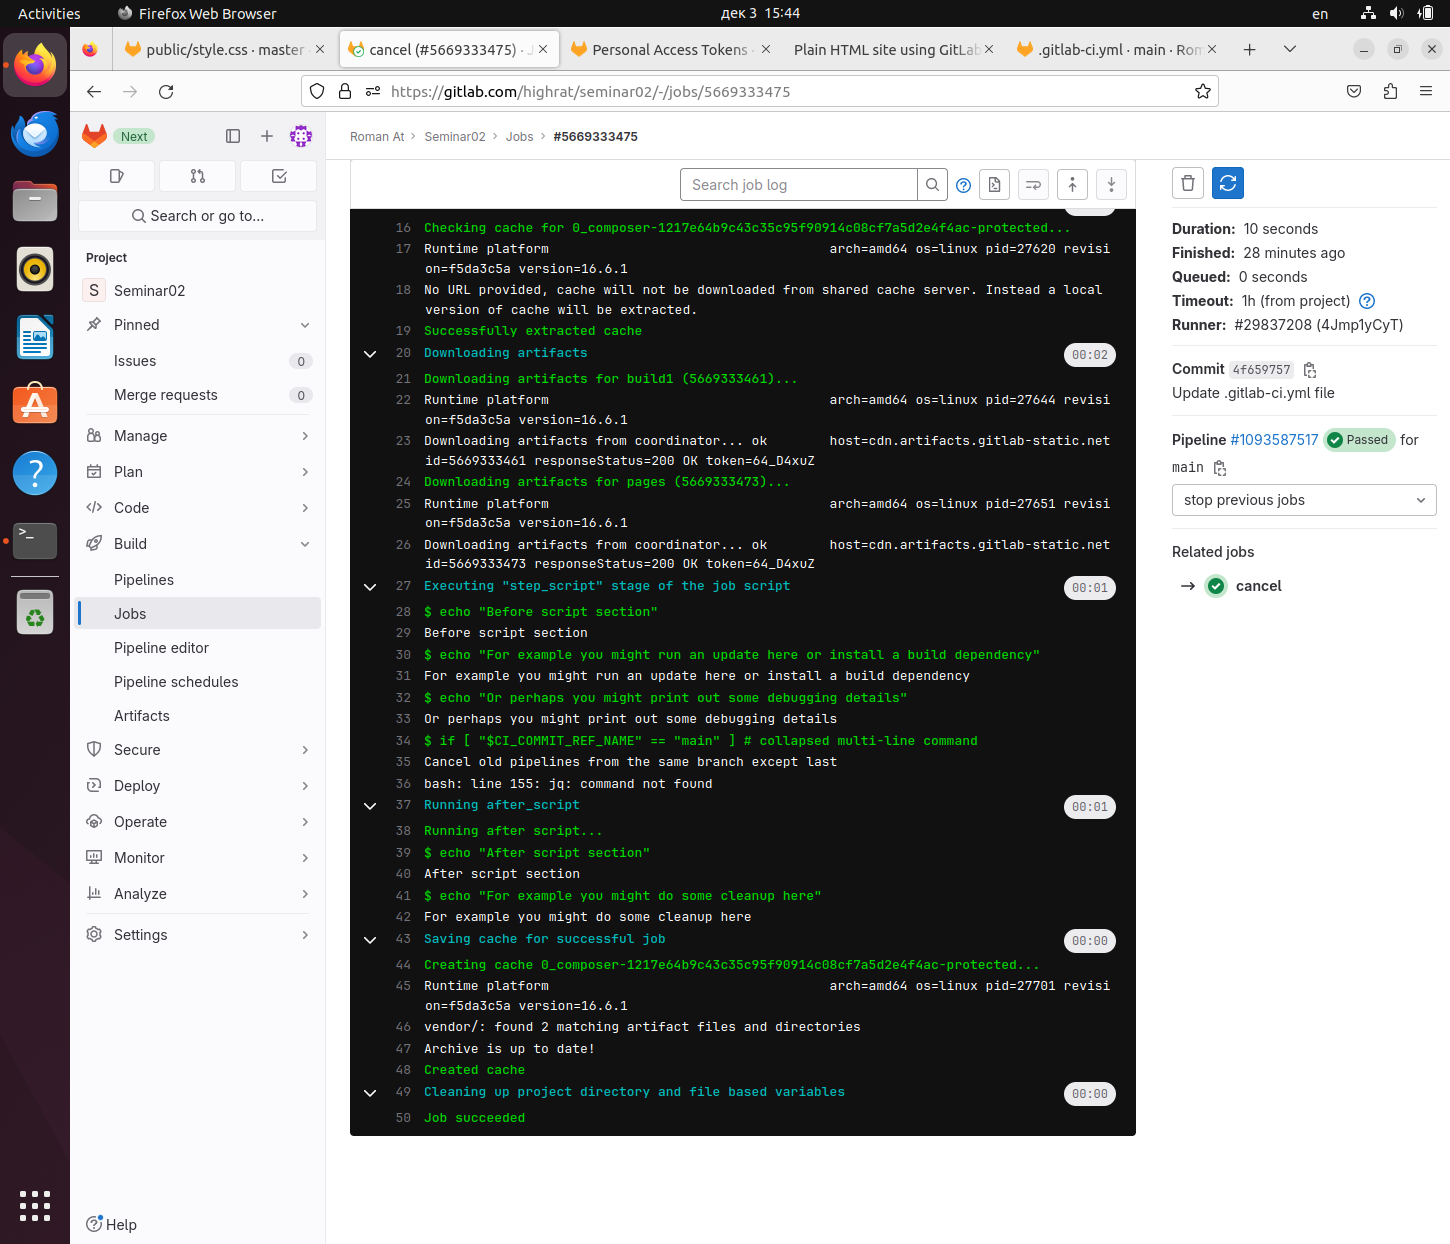 Activities
Firefox Web Browser
дек 3 15:44
en
public/style.css · master
cancel (#5669333475) · J
Personal Access Tokens ·
Plain HTML site using GitLab
.gitlab-ci.yml · main · Rom
https://gitlab.com/highrat/seminar02/-/jobs/5669333475
Next
Search or go to...
Project
S Seminar02
Pinned
Issues 0
Merge requests 0
Manage
Plan
Code
Build
Pipelines
Jobs
Pipeline editor
Pipeline schedules
Artifacts
Secure
Deploy
Operate
Monitor
Analyze
Settings
Help
Roman At › Seminar02 › Jobs › #5669333475
Search job log
16 Checking cache for 0_composer-1217e64b9c43c35c95f90914c08cf7a5d2e4f4ac-protected...
17 Runtime platform arch=amd64 os=linux pid=27620 revisi
on=f5da3c5a version=16.6.1
18 No URL provided, cache will not be downloaded from shared cache server. Instead a local
version of cache will be extracted.
19 Successfully extracted cache
20 Downloading artifacts 00:02
21 Downloading artifacts for build1 (5669333461)...
22 Runtime platform arch=amd64 os=linux pid=27644 revisi
on=f5da3c5a version=16.6.1
23 Downloading artifacts from coordinator... ok host=cdn.artifacts.gitlab-static.net
id=5669333461 responseStatus=200 OK token=64_D4xuZ
24 Downloading artifacts for pages (5669333473)...
25 Runtime platform arch=amd64 os=linux pid=27651 revisi
on=f5da3c5a version=16.6.1
26 Downloading artifacts from coordinator... ok host=cdn.artifacts.gitlab-static.net
id=5669333473 responseStatus=200 OK token=64_D4xuZ
27 Executing "step_script" stage of the job script 00:01
28 $ echo "Before script section"
29 Before script section
30 $ echo "For example you might run an update here or install a build dependency"
31 For example you might run an update here or install a build dependency
32 $ echo "Or perhaps you might print out some debugging details"
33 Or perhaps you might print out some debugging details
34 $ if [ "$CI_COMMIT_REF_NAME" == "main" ] # collapsed multi-line command
35 Cancel old pipelines from the same branch except last
36 bash: line 155: jq: command not found
37 Running after_script 00:01
38 Running after script...
39 $ echo "After script section"
40 After script section
41 $ echo "For example you might do some cleanup here"
42 For example you might do some cleanup here
43 Saving cache for successful job 00:00
44 Creating cache 0_composer-1217e64b9c43c35c95f90914c08cf7a5d2e4f4ac-protected...
45 Runtime platform arch=amd64 os=linux pid=27701 revisi
on=f5da3c5a version=16.6.1
46 vendor/: found 2 matching artifact files and directories
47 Archive is up to date!
48 Created cache
49 Cleaning up project directory and file based variables 00:00
50 Job succeeded
Duration: 10 seconds
Finished: 28 minutes ago
Queued: 0 seconds
Timeout: 1h (from project)
Runner: #29837208 (4Jmp1yCyT)
Commit 4f659757
Update .gitlab-ci.yml file
Pipeline #1093587517 Passed for
main
stop previous jobs
Related jobs
→ cancel